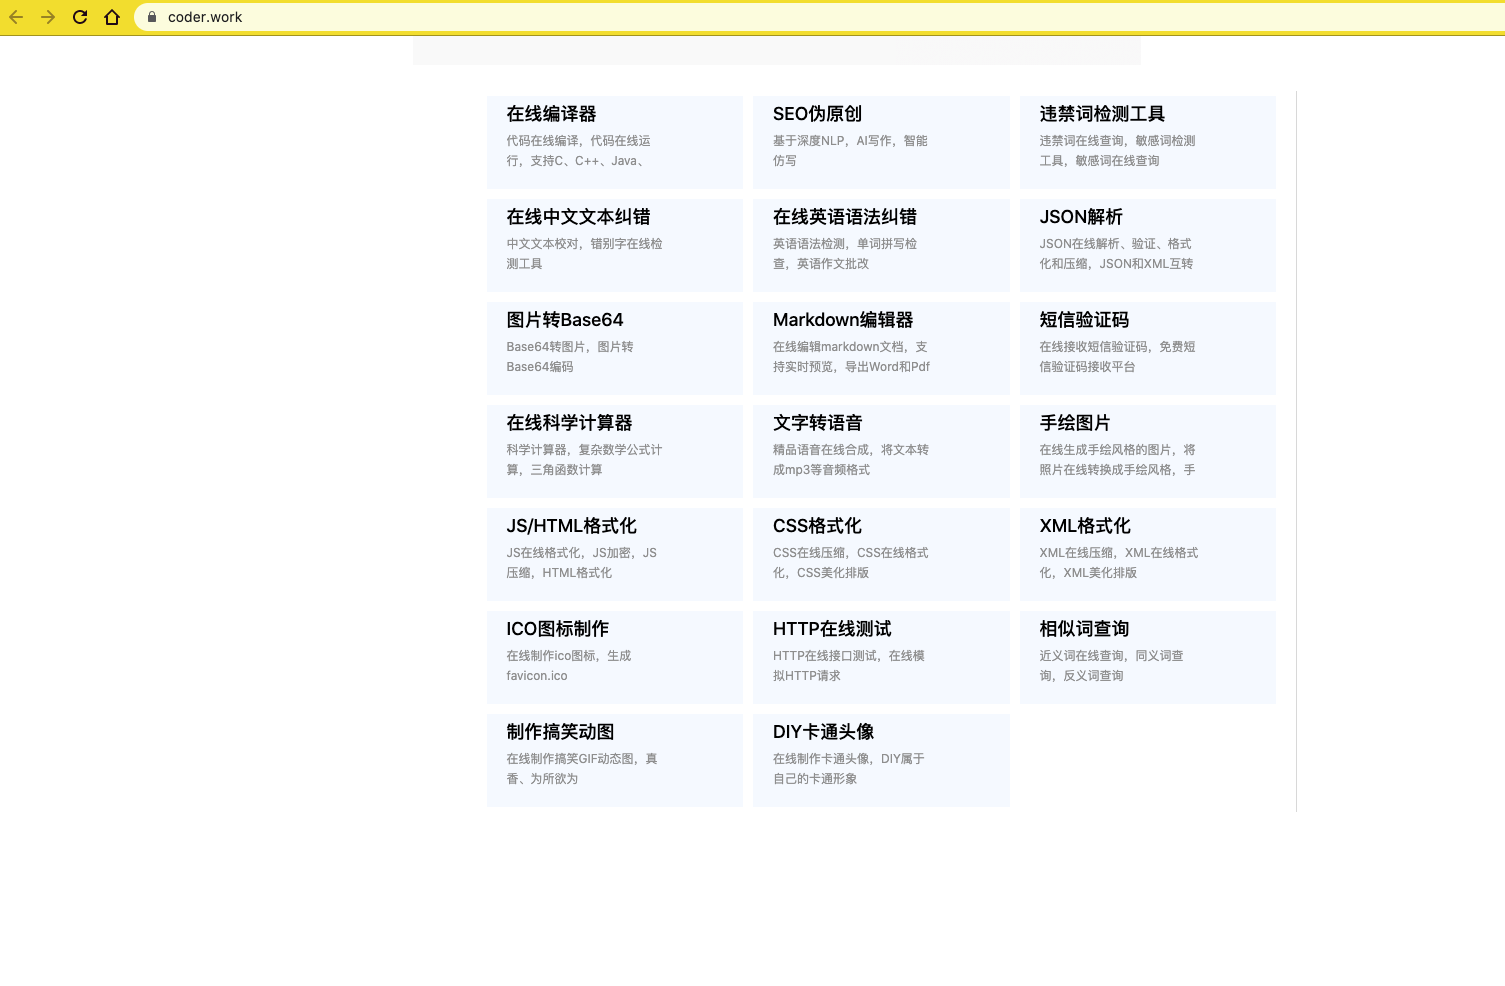 coder.work
在线编译器
代码在线编译，代码在线运
行，支持C、C++、Java、
SEO伪原创
基于深度NLP，AI写作，智能
仿写
违禁词检测工具
违禁词在线查询，敏感词检测
工具，敏感词在线查询
在线中文文本纠错
中文文本校对，错别字在线检
测工具
在线英语语法纠错
英语语法检测，单词拼写检
查，英语作文批改
JSON解析
JSON在线解析、验证、格式
化和压缩，JSON和XML互转
图片转Base64
Base64转图片，图片转
Base64编码
Markdown编辑器
在线编辑markdown文档，支
持实时预览，导出Word和Pdf
短信验证码
在线接收短信验证码，免费短
信验证码接收平台
在线科学计算器
科学计算器，复杂数学公式计
算，三角函数计算
文字转语音
精品语音在线合成，将文本转
成mp3等音频格式
手绘图片
在线生成手绘风格的图片，将
照片在线转换成手绘风格，手
JS/HTML格式化
JS在线格式化，JS加密，JS
压缩，HTML格式化
CSS格式化
CSS在线压缩，CSS在线格式
化，CSS美化排版
XML格式化
XML在线压缩，XML在线格式
化，XML美化排版
ICO图标制作
在线制作ico图标，生成
favicon.ico
HTTP在线测试
HTTP在线接口测试，在线模
拟HTTP请求
相似词查询
近义词在线查询，同义词查
询，反义词查询
制作搞笑动图
在线制作搞笑GIF动态图，真
香、为所欲为
DIY卡通头像
在线制作卡通头像，DIY属于
自己的卡通形象